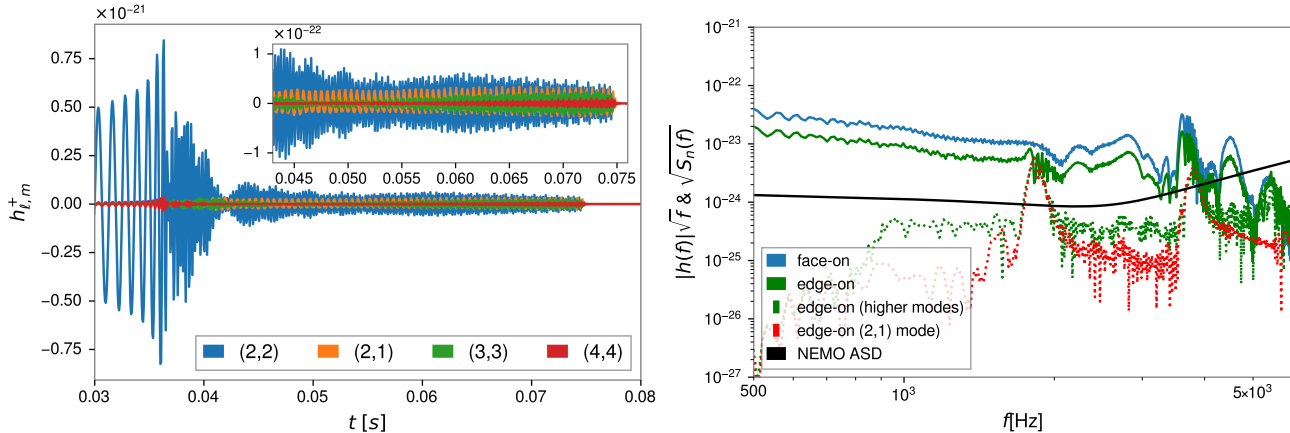 ×10⁻²¹
0.75
0.50
0.25
0.00
−0.25
−0.50
−0.75
h⁺ℓ,m
×10⁻²²
1
0
−1
0.045 0.050 0.055 0.060 0.065 0.070 0.075
(2,2) (2,1) (3,3) (4,4)
0.03 0.04 0.05 0.06 0.07 0.08
t [s]
10⁻²¹
10⁻²²
10⁻²³
10⁻²⁴
10⁻²⁵
10⁻²⁶
10⁻²⁷
|h(f)|√f & √Sₙ(f)
face-on
edge-on
edge-on (higher modes)
edge-on (2,1) mode)
NEMO ASD
500 10³ 5×10³
f[Hz]